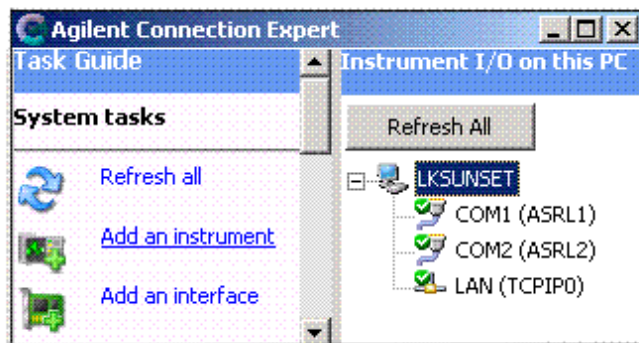 Agilent Connection Expert
Task Guide
System tasks
Refresh all
Add an instrument
Add an interface
Instrument I/O on this PC
Refresh All
LKSUNSET
COM1 (ASRL1)
COM2 (ASRL2)
LAN (TCPIP0)